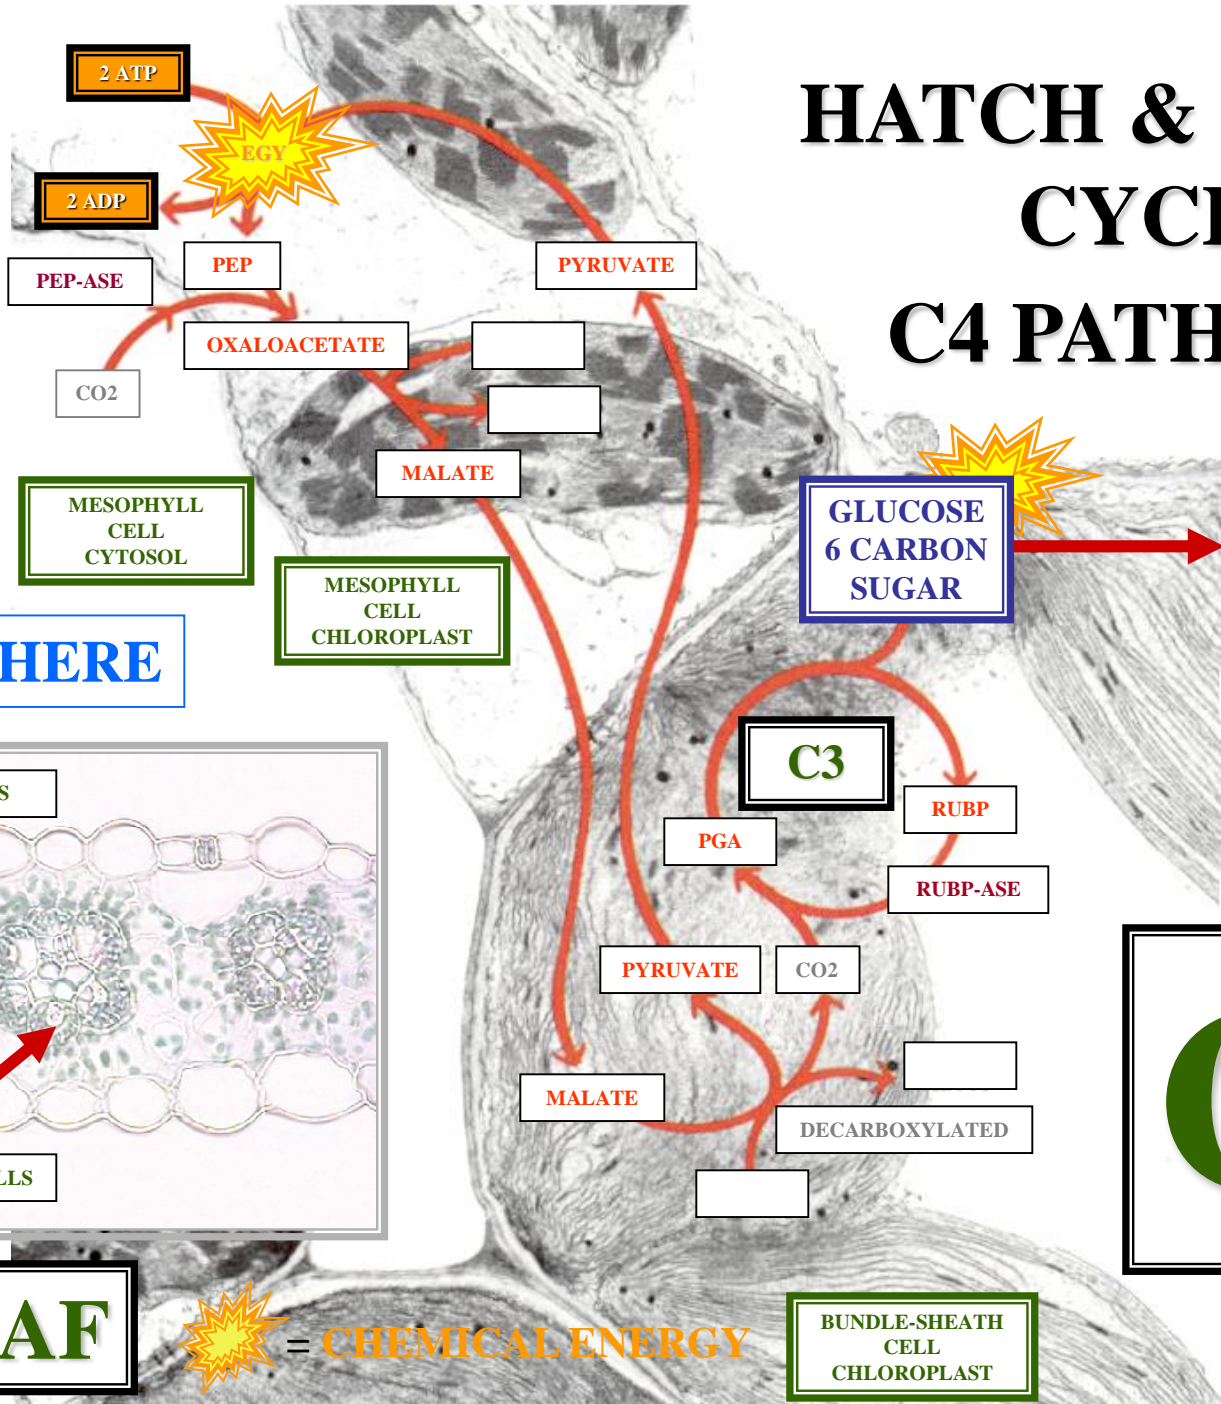 HATCH &
CYCL
C4 PATH
2 ATP
EGY
2 ADP
PEP-ASE
PEP
PYRUVATE
OXALOACETATE
CO2
MALATE
MESOPHYLL
CELL
CYTOSOL
MESOPHYLL
CELL
CHLOROPLAST
GLUCOSE
6 CARBON
SUGAR
HERE
C3
S
RUBP
PGA
RUBP-ASE
PYRUVATE
CO2
MALATE
DECARBOXYLATED
LLS
AF
= CHEMICAL ENERGY
BUNDLE-SHEATH
CELL
CHLOROPLAST